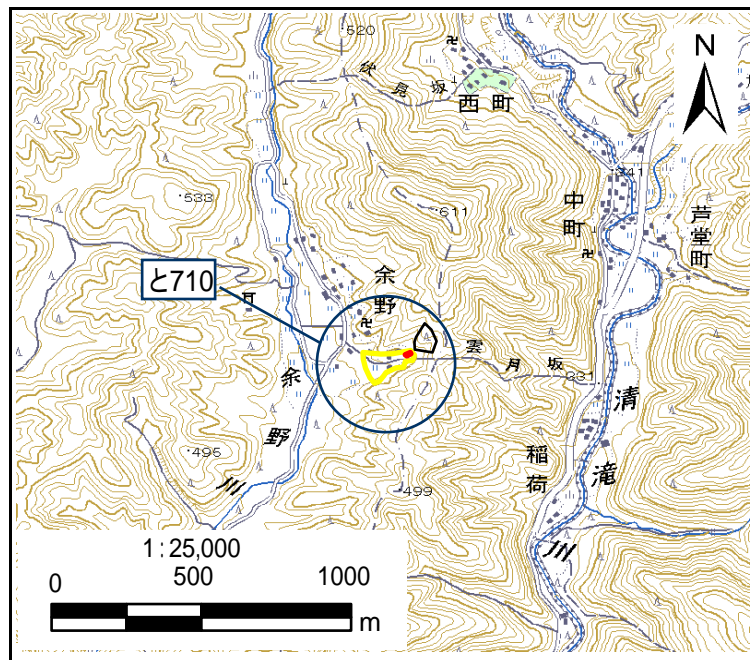 520
伏見坂
西町
N
341
中町
芦堂町
533
611
と710
余野
雲月坂
331
余野川
清滝川
稲荷
495
499
1:25,000
0 500 1000
m